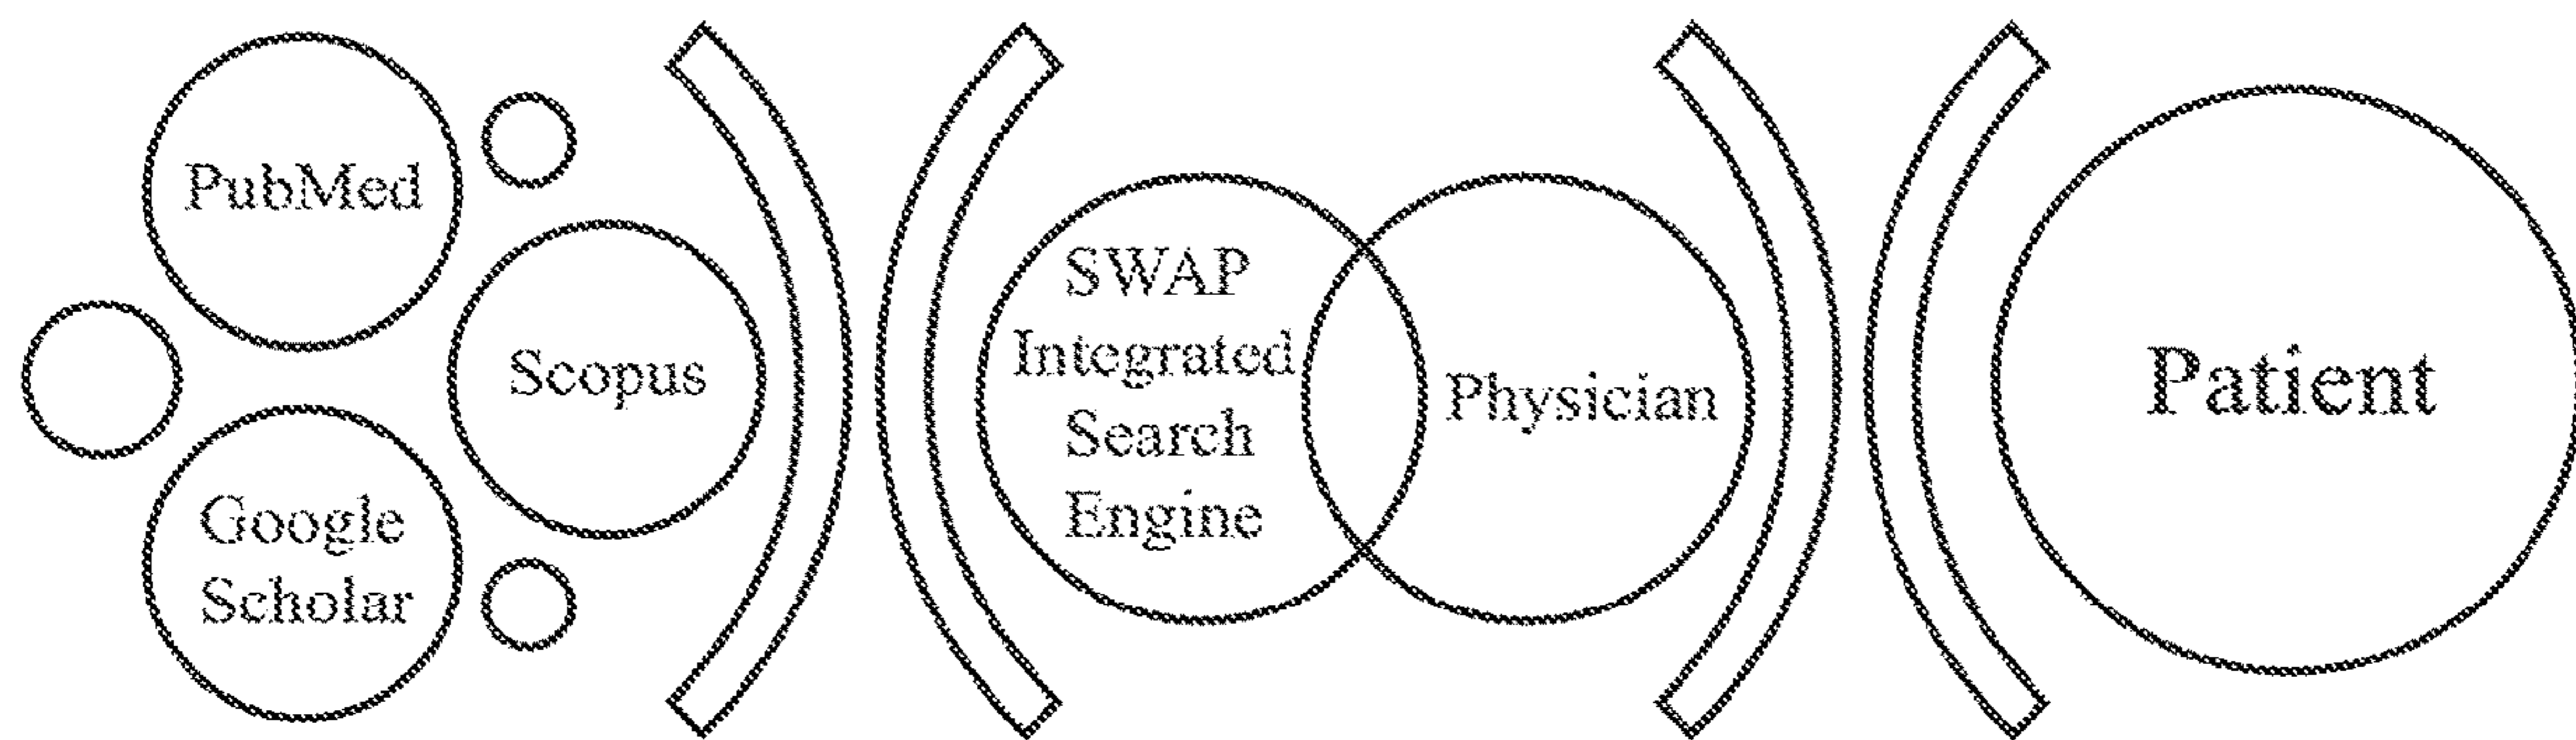 PubMed
Scopus
Google
Scholar
SWAP
Integrated
Search
Engine
Physician
Patient